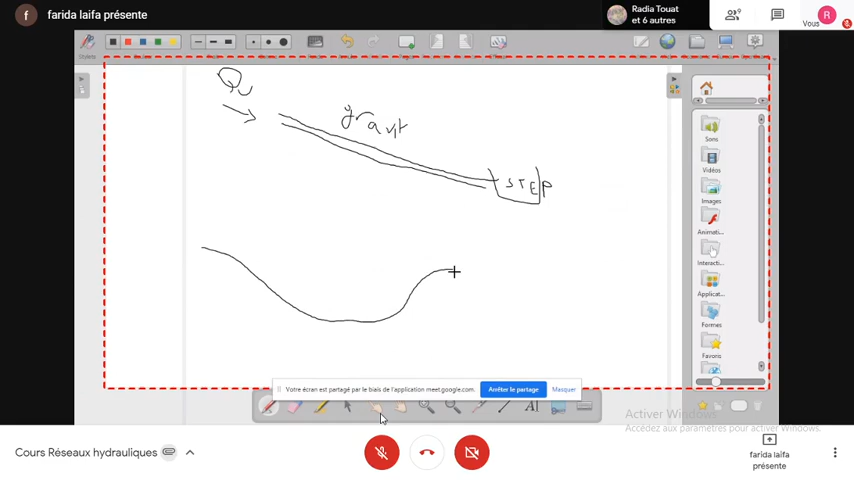 farida laifa présente
Radia Touat
et 6 autres
9
Vous
f
R
Q
gravit
STEP
Sons
Vidéos
Images
Animati...
Interacti...
Applicat...
Formes
Favoris
Votre écran est partagé par le biais de l'application meet.google.com.
Arrêter le partage
Masquer
Activer Windows
Accédez aux paramètres pour activer Windows.
Cours Réseaux hydrauliques
farida laifa
présente